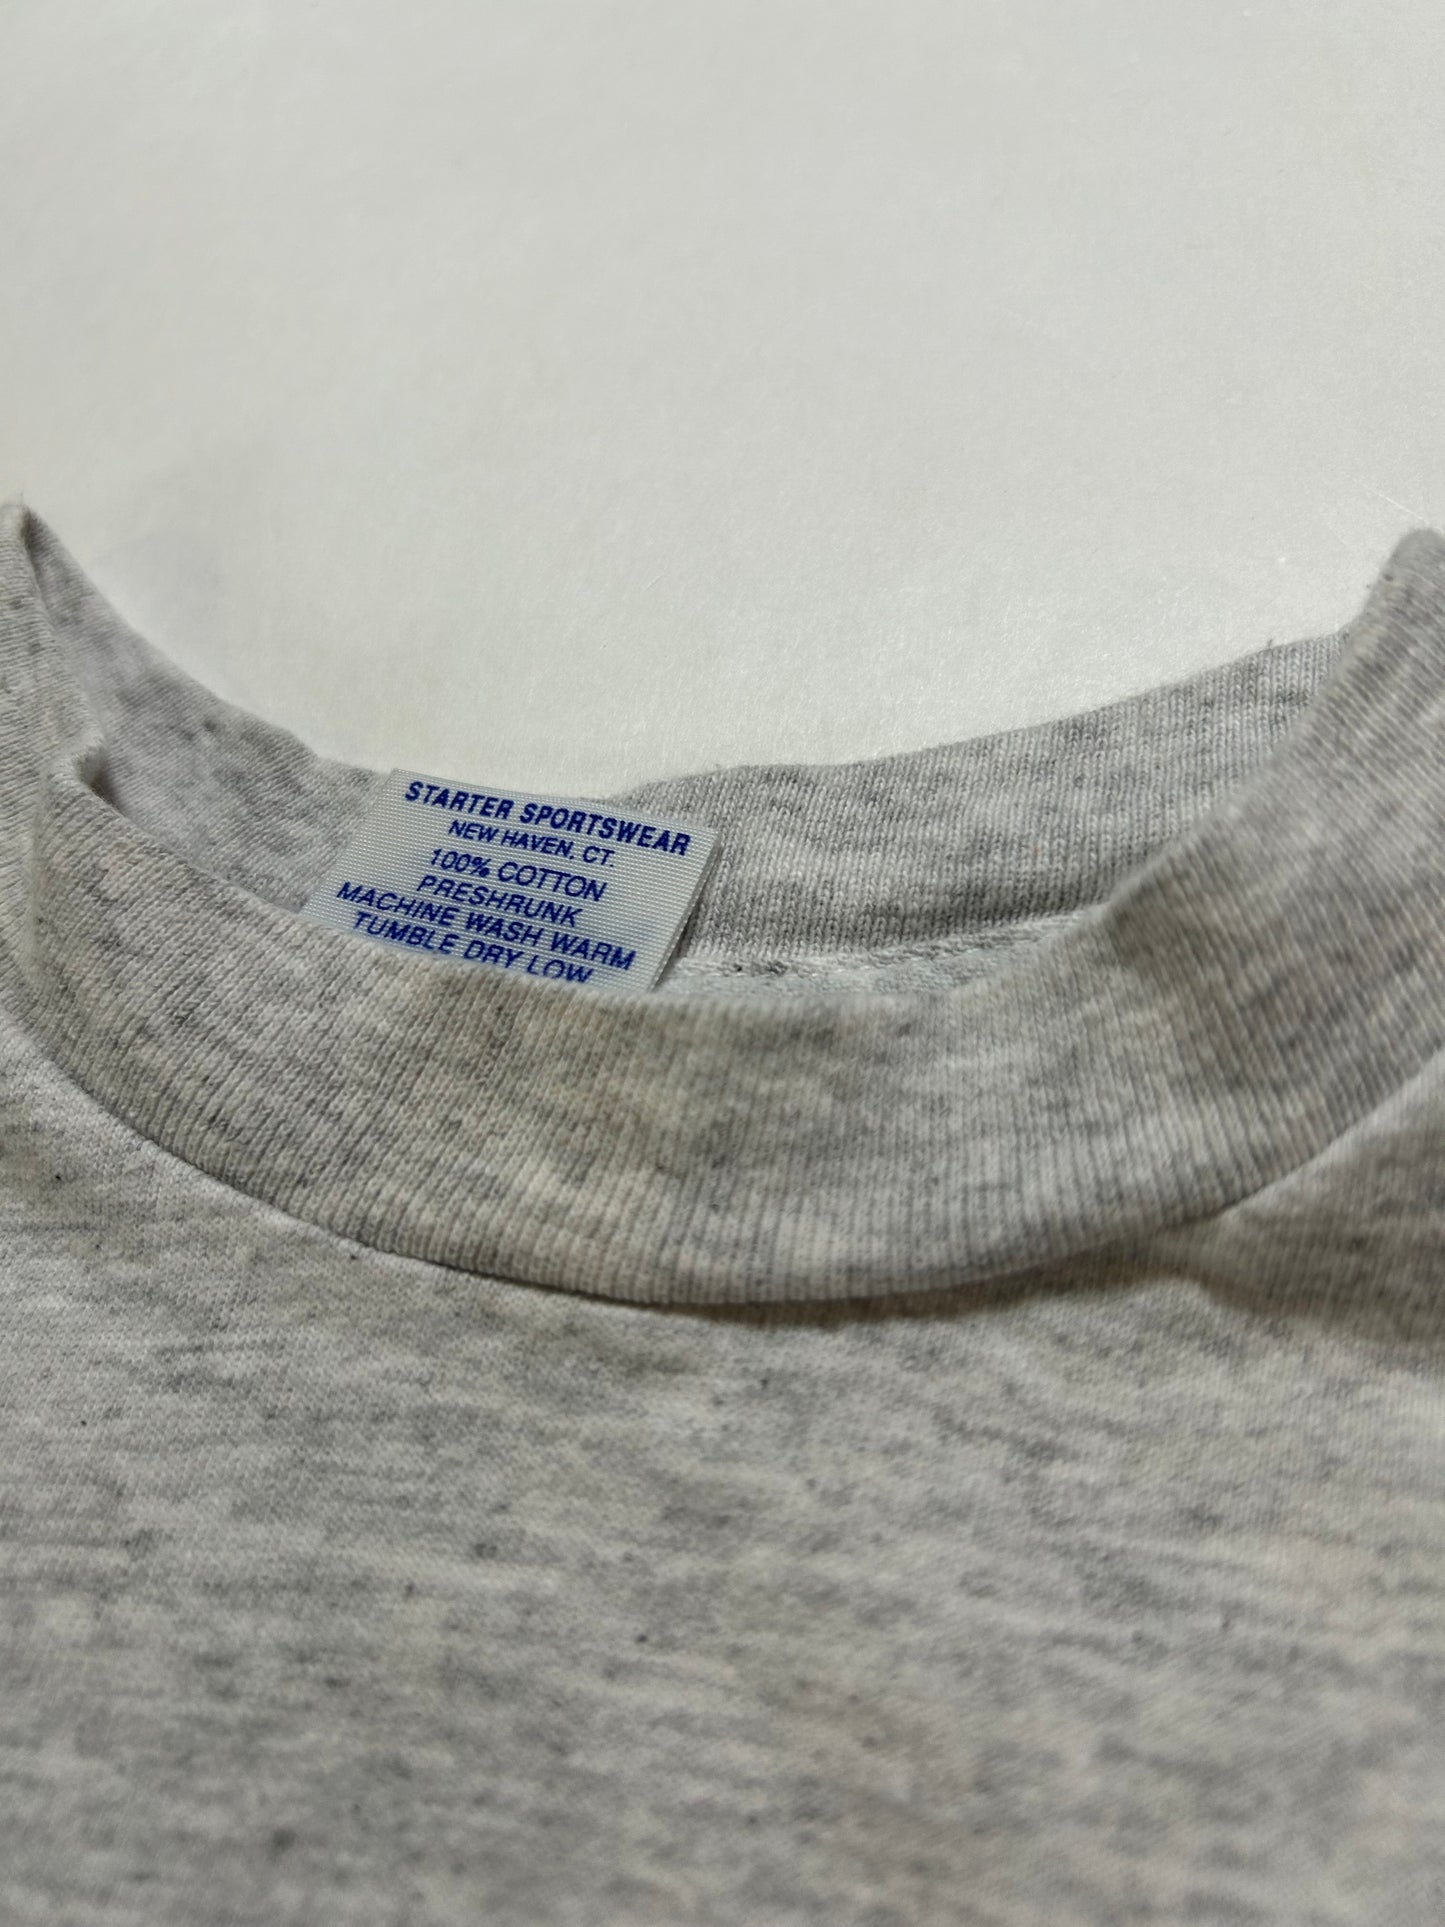 STARTER SPORTSWEAR
NEW HAVEN, CT.
100% COTTON
PRESHRUNK
MACHINE WASH WARM
TUMBLE DRY LOW